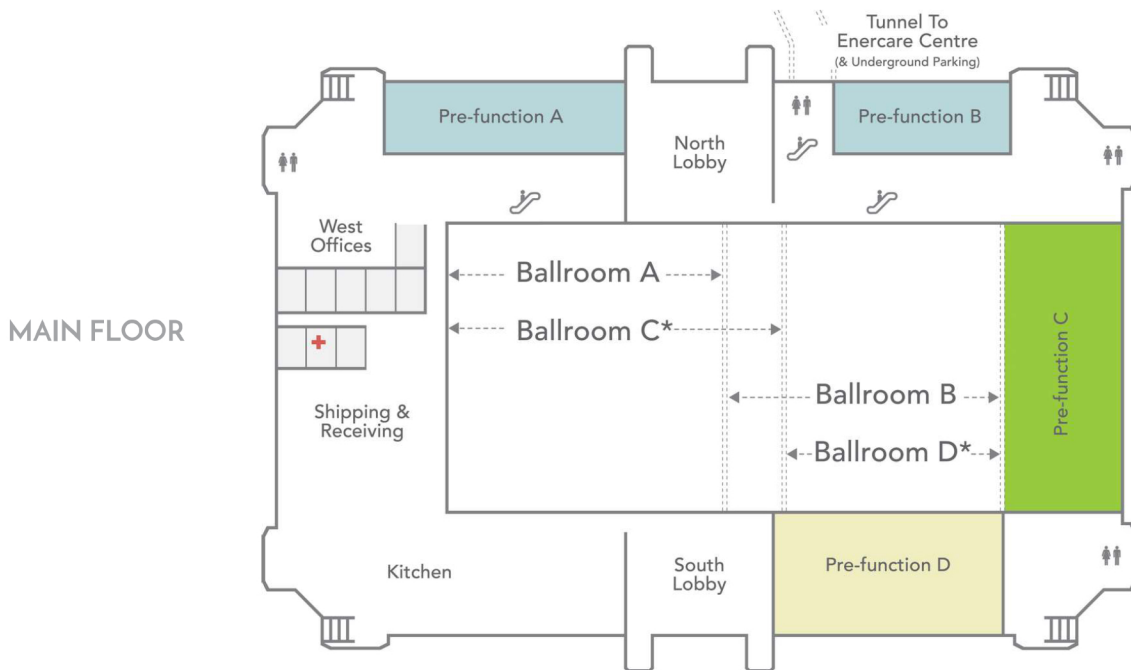 Tunnel To
Enercare Centre
(& Underground Parking)
Pre-function A
Pre-function B
North
Lobby
West
Offices
Ballroom A
Ballroom C*
MAIN FLOOR
Pre-function C
Ballroom B
Shipping &
Receiving
Ballroom D*
Kitchen
South
Lobby
Pre-function D